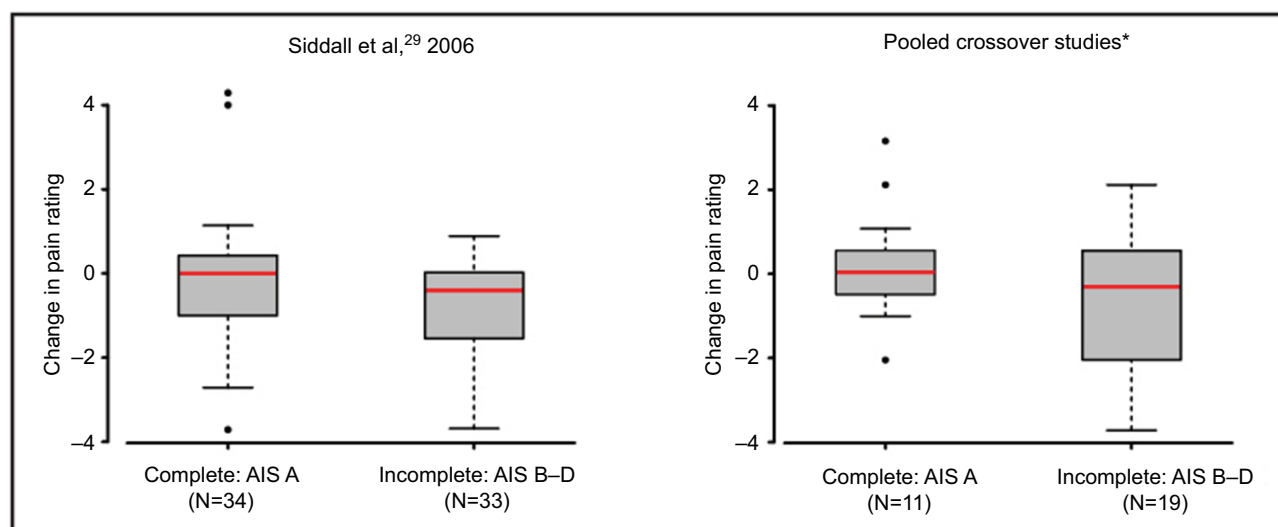 Siddall et al,29 2006
Change in pain rating
4
2
0
–2
–4
Complete: AIS A
(N=34)
Incomplete: AIS B–D
(N=33)
Pooled crossover studies*
Change in pain rating
4
2
0
–2
–4
Complete: AIS A
(N=11)
Incomplete: AIS B–D
(N=19)